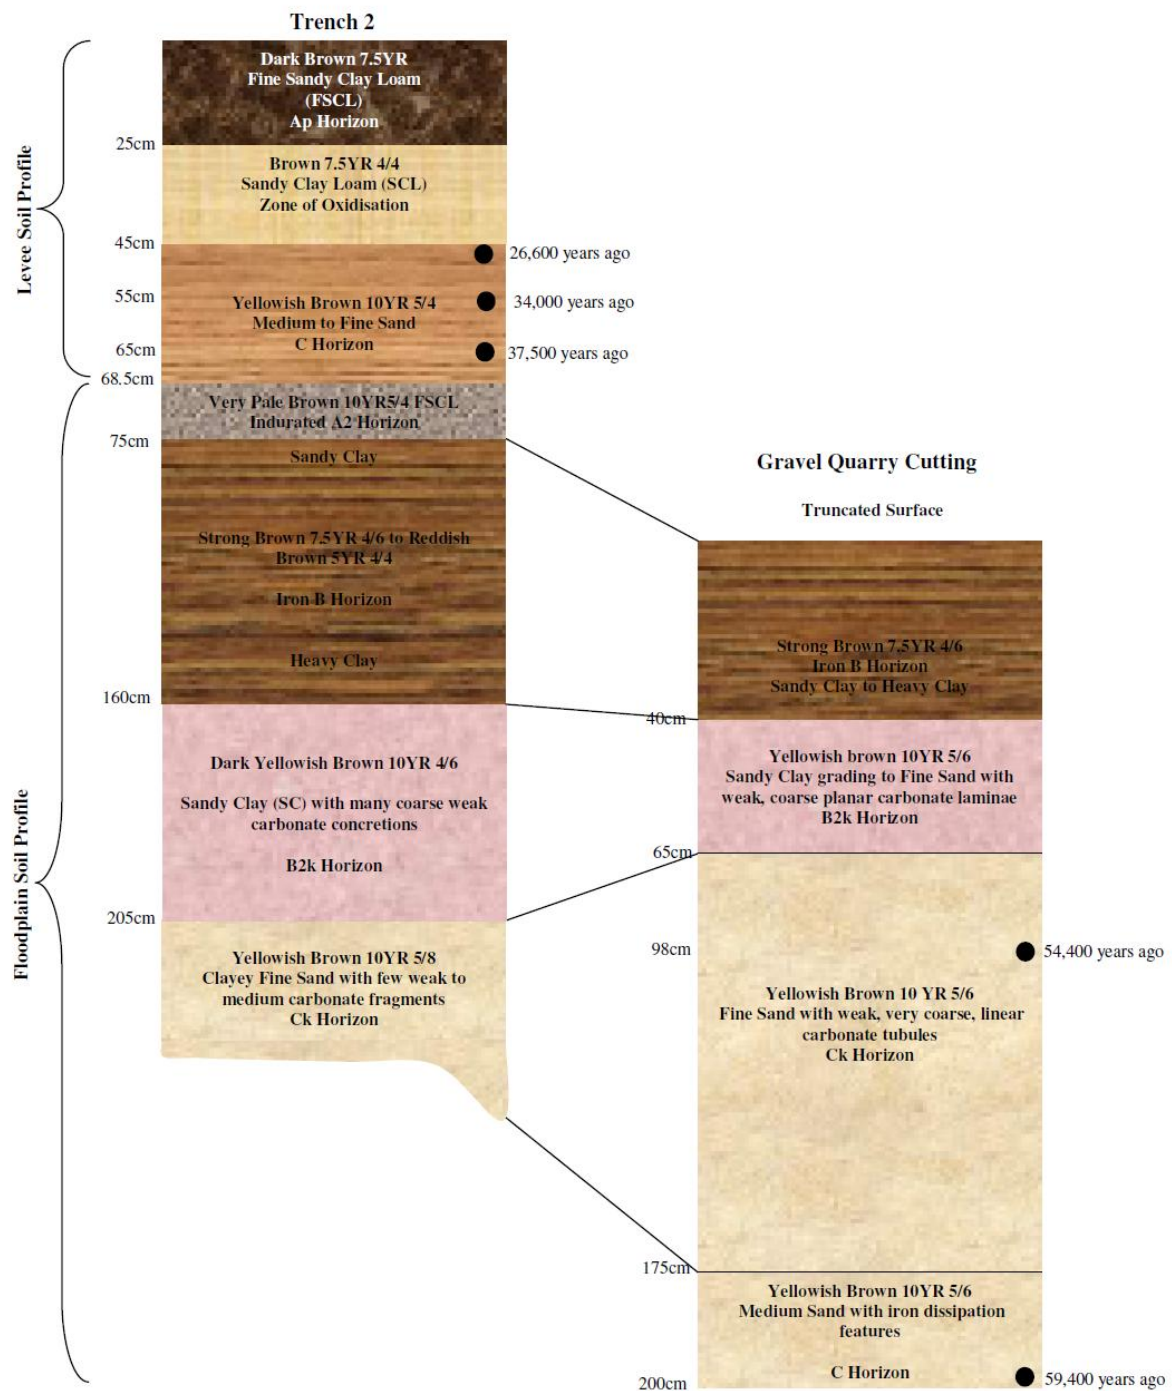 Trench 2
Dark Brown 7.5YR
Fine Sandy Clay Loam
(FSCL)
Ap Horizon
25cm
Brown 7.5YR 4/4
Sandy Clay Loam (SCL)
Zone of Oxidisation
Levee Soil Profile
45cm
26,600 years ago
55cm
34,000 years ago
Yellowish Brown 10YR 5/4
Medium to Fine Sand
C Horizon
65cm
37,500 years ago
68.5cm
Very Pale Brown 10YR5/4 FSCL
Indurated A2 Horizon
75cm
Sandy Clay
Strong Brown 7.5YR 4/6 to Reddish
Brown 5YR 4/4
Iron B Horizon
Heavy Clay
160cm
Dark Yellowish Brown 10YR 4/6
Sandy Clay (SC) with many coarse weak
carbonate concretions
B2k Horizon
Floodplain Soil Profile
205cm
Yellowish Brown 10YR 5/8
Clayey Fine Sand with few weak to
medium carbonate fragments
Ck Horizon
Gravel Quarry Cutting
Truncated Surface
Strong Brown 7.5YR 4/6
Iron B Horizon
Sandy Clay to Heavy Clay
40cm
Yellowish brown 10YR 5/6
Sandy Clay grading to Fine Sand with
weak, coarse planar carbonate laminae
B2k Horizon
65cm
98cm
54,400 years ago
Yellowish Brown 10 YR 5/6
Fine Sand with weak, very coarse, linear
carbonate tubules
Ck Horizon
175cm
Yellowish Brown 10YR 5/6
Medium Sand with iron dissipation
features
C Horizon
200cm
59,400 years ago